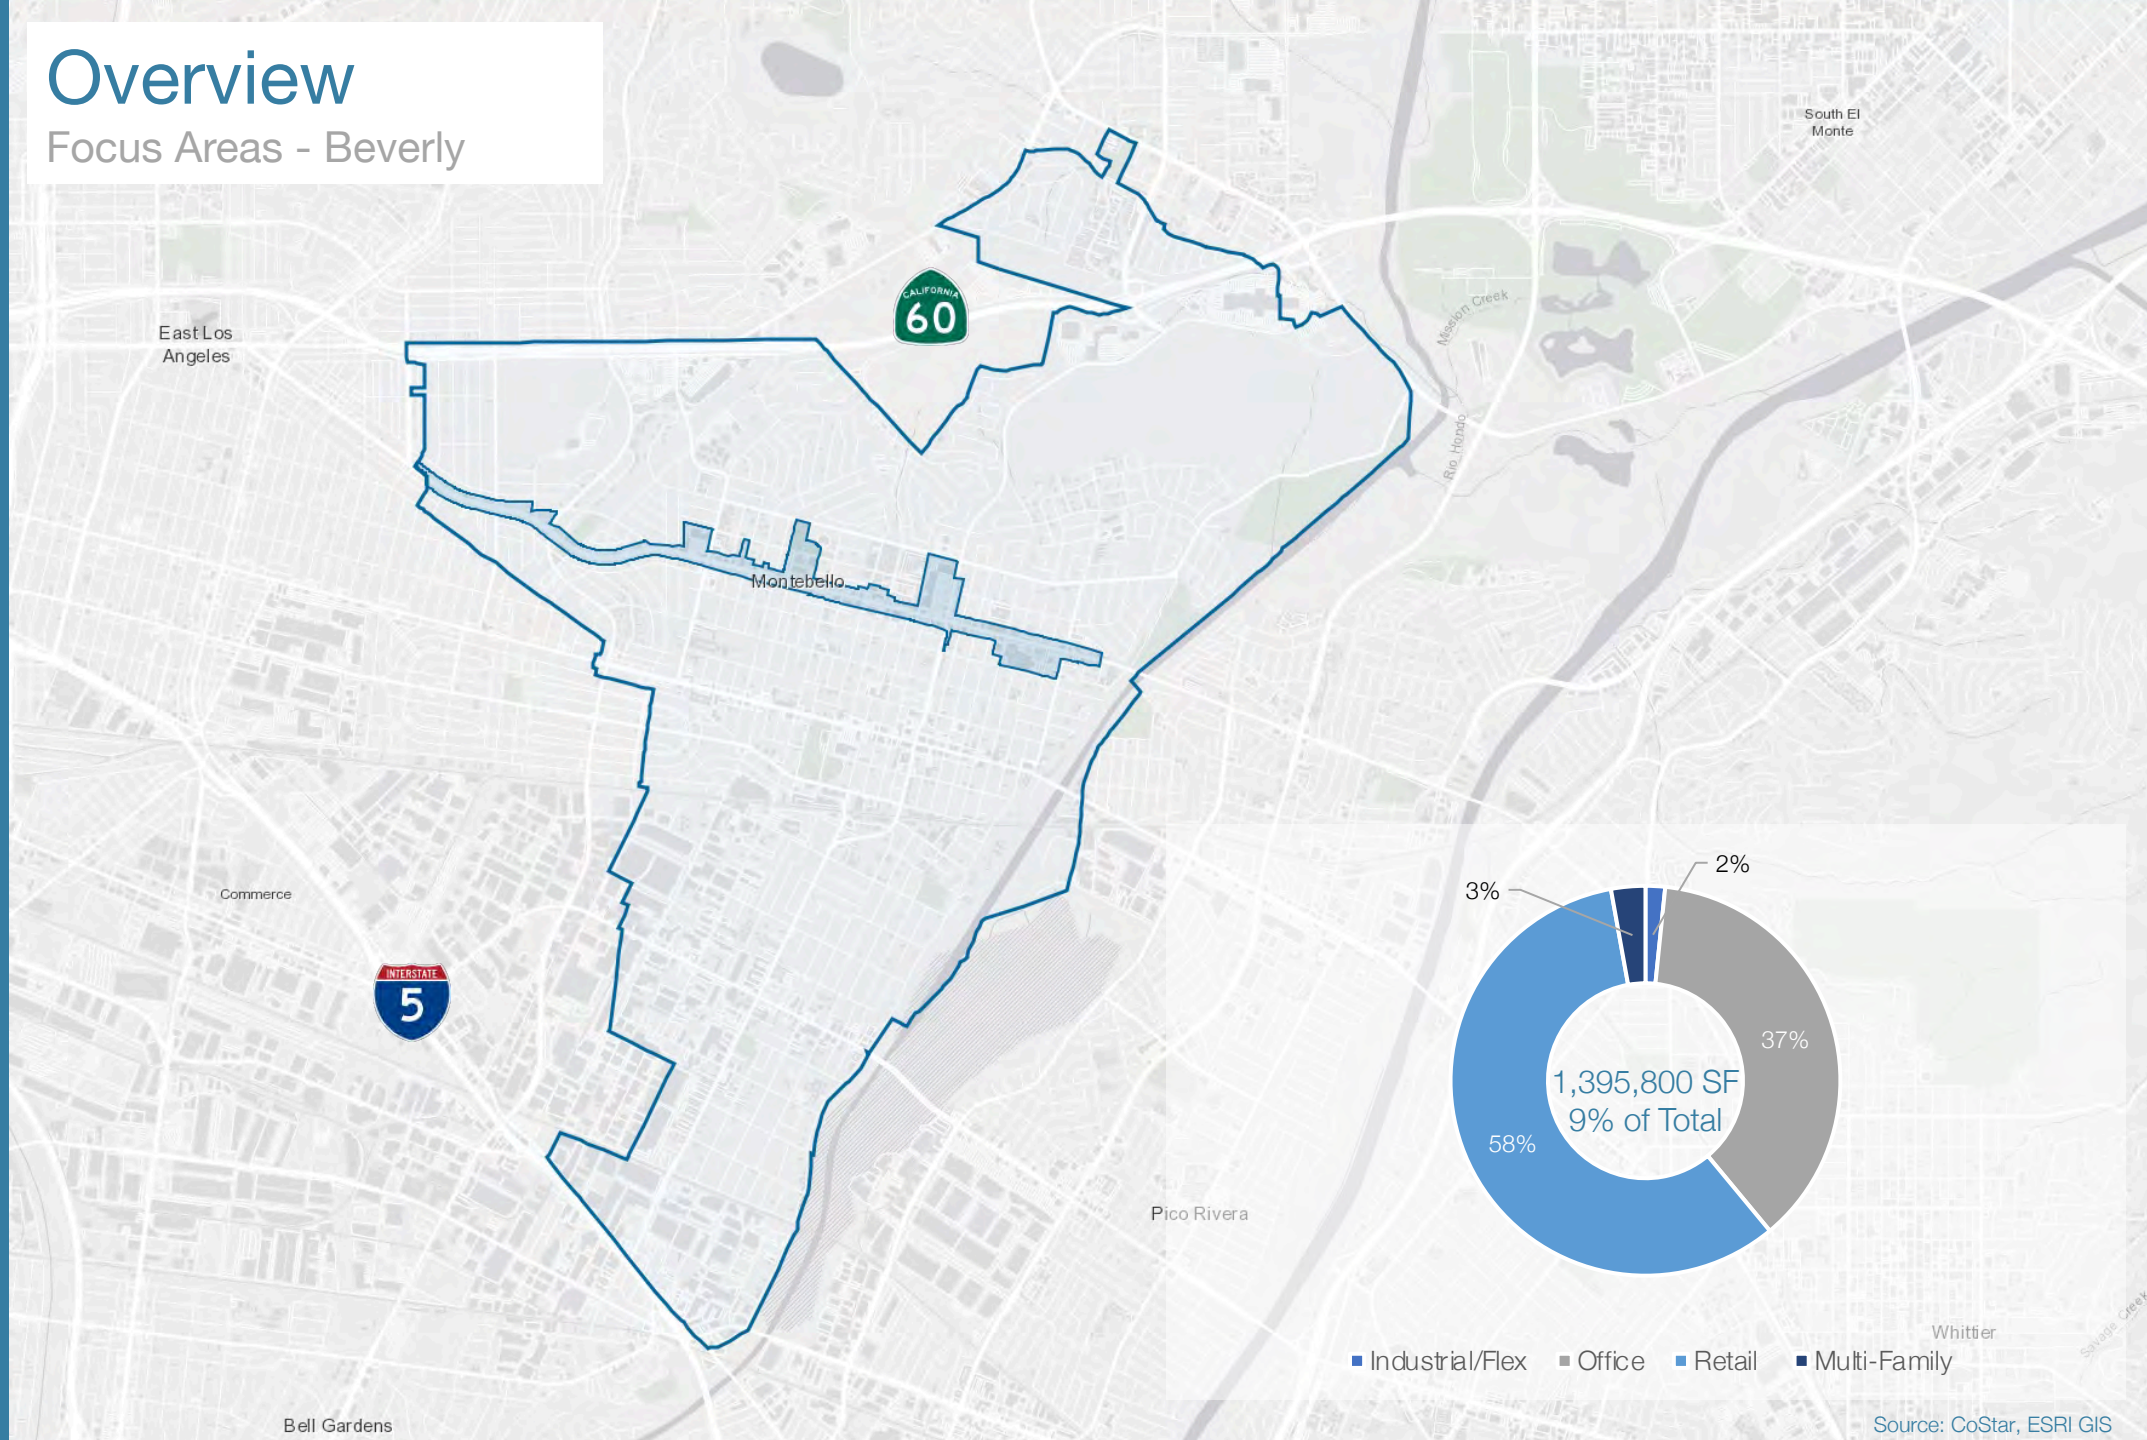 Overview
Focus Areas - Beverly
South El
Monte
CALIFORNIA
60
Mission Creek
East Los
Angeles
Rio Hondo
Montebello
Commerce
INTERSTATE
5
2%
3%
37%
1,395,800 SF
9% of Total
58%
Pico Rivera
Whittier
Savage Creek
Industrial/Flex
Office
Retail
Multi-Family
Bell Gardens
Source: CoStar, ESRI GIS